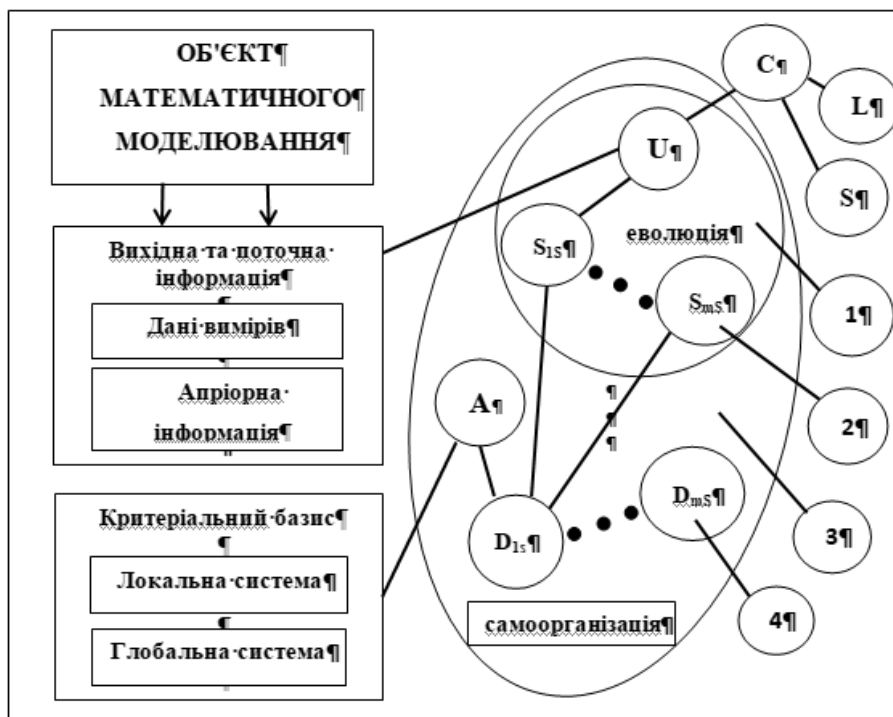 ОБ'ЄКТ¶
МАТЕМАТИЧНОГО¶
МОДЕЛЮВАННЯ¶
Вихідна·та·поточна·
інформація¶
¶
Дані·вимірів¶
¶
Апріорна·
інформація¶
¶
Критеріальний·базис¶
¶
Локальна·система¶
¶
Глобальна·система¶
C¶
L¶
S¶
U¶
еволюція¶
S1S¶
SmS¶
1¶
2¶
3¶
4¶
A¶
¶
¶
¶
D1s¶
DmS¶
самоорганізація¶